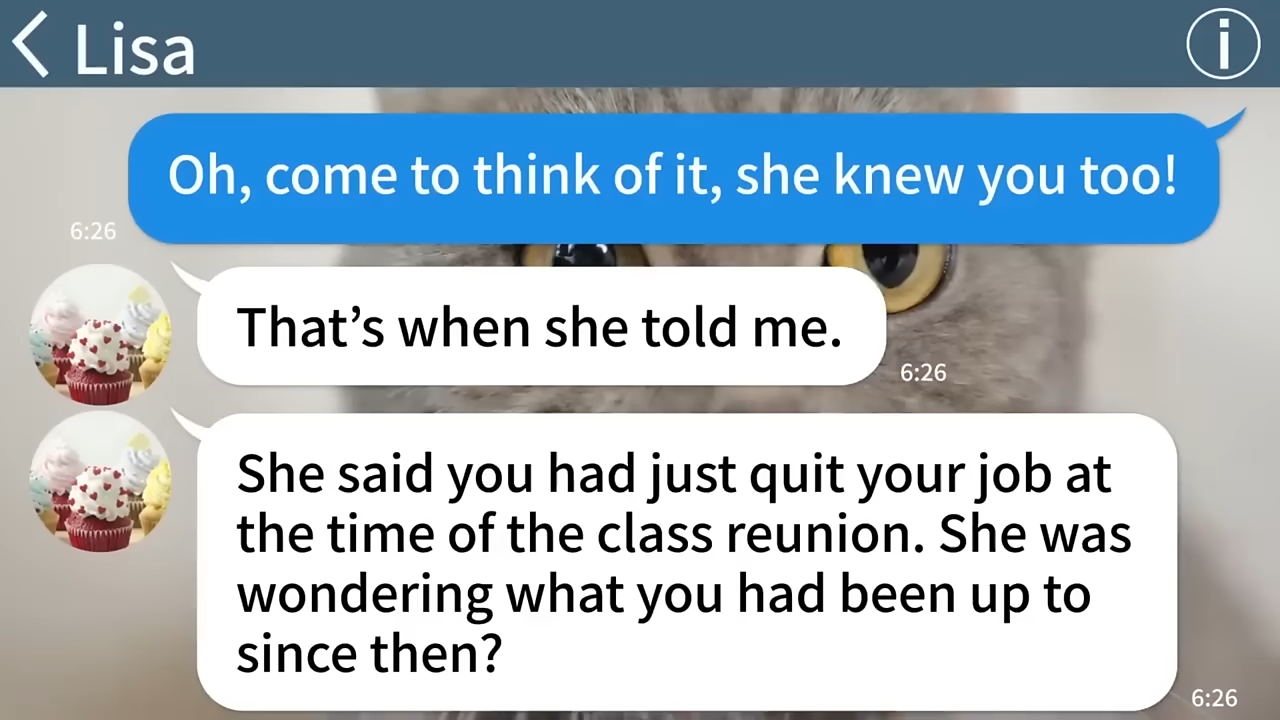 Lisa
Oh, come to think of it, she knew you too!
6:26
That’s when she told me.
6:26
She said you had just quit your job at
the time of the class reunion. She was
wondering what you had been up to
since then?
6:26